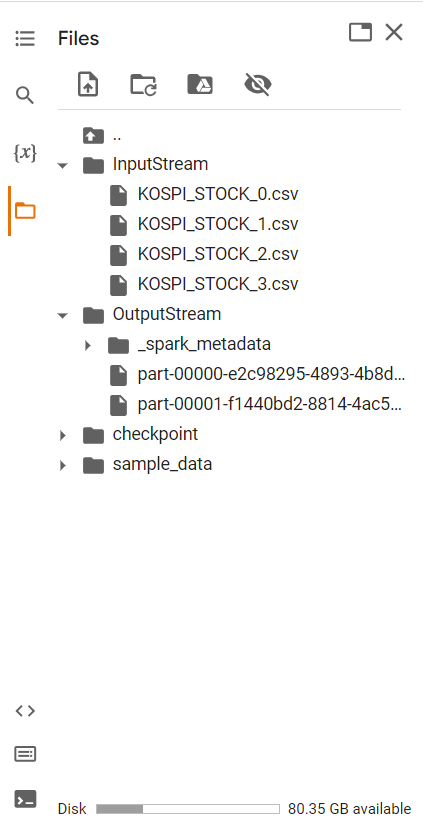 Files
{x}
..
InputStream
KOSPI_STOCK_0.csv
KOSPI_STOCK_1.csv
KOSPI_STOCK_2.csv
KOSPI_STOCK_3.csv
OutputStream
_spark_metadata
part-00000-e2c98295-4893-4b8d...
part-00001-f1440bd2-8814-4ac5...
checkpoint
sample_data
Disk 80.35 GB available